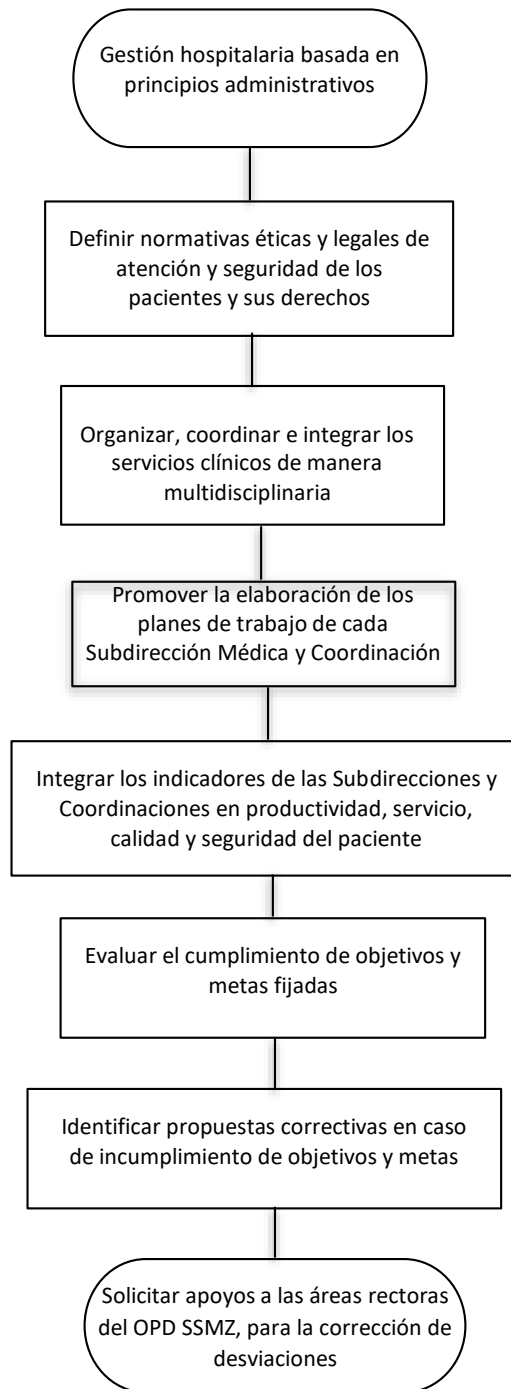 Gestión hospitalaria basada en
principios administrativos
Definir normativas éticas y legales de
atención y seguridad de los
pacientes y sus derechos
Organizar, coordinar e integrar los
servicios clínicos de manera
multidisciplinaria
Promover la elaboración de los
planes de trabajo de cada
Subdirección Médica y Coordinación
Integrar los indicadores de las Subdirecciones y
Coordinaciones en productividad, servicio,
calidad y seguridad del paciente
Evaluar el cumplimiento de objetivos y
metas fijadas
Identificar propuestas correctivas en caso
de incumplimiento de objetivos y metas
Solicitar apoyos a las áreas rectoras
del OPD SSMZ, para la corrección de
desviaciones